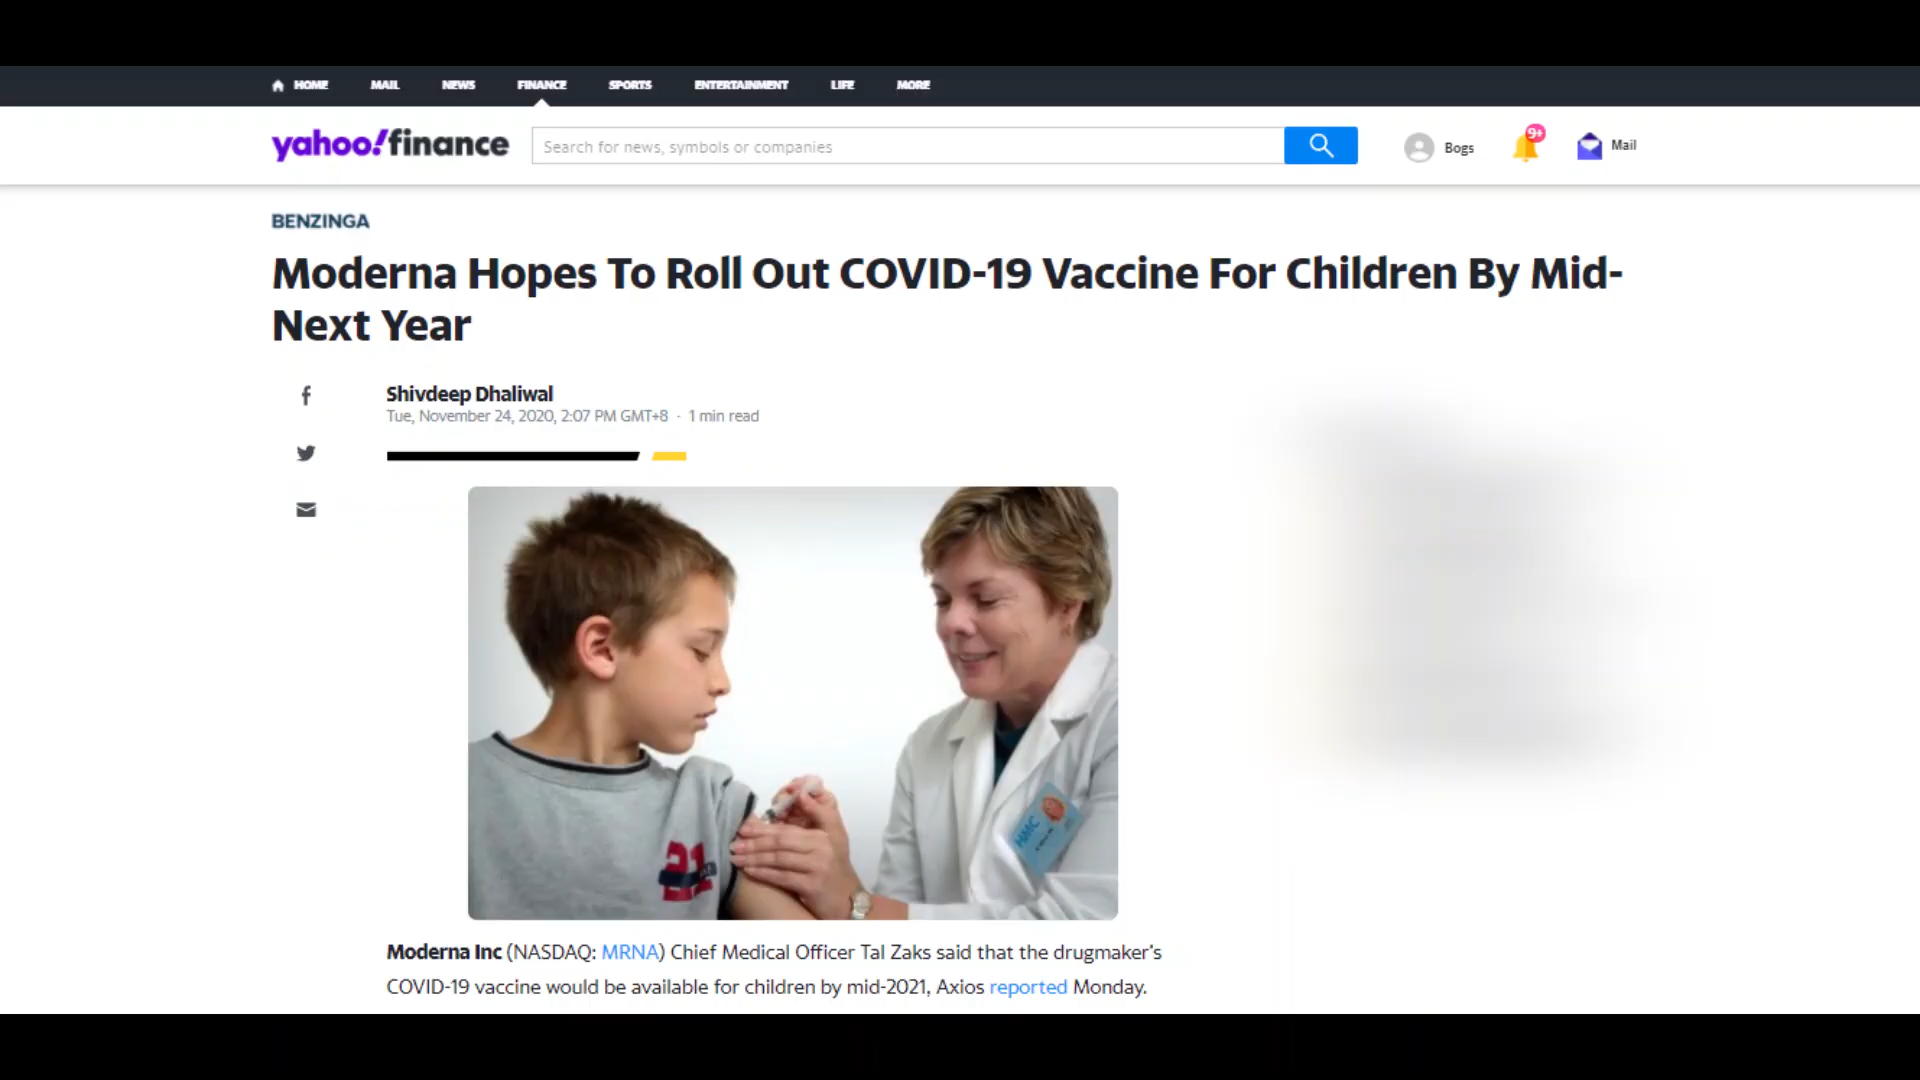 HOME MAIL NEWS FINANCE SPORTS ENTERTAINMENT LIFE MORE
yahoo!finance
Search for news, symbols or companies
Bogs
9+
Mail
BENZINGA
Moderna Hopes To Roll Out COVID-19 Vaccine For Children By Mid-
Next Year
Shivdeep Dhaliwal
Tue, November 24, 2020, 2:07 PM GMT+8 · 1 min read
21
HMC
Moderna Inc (NASDAQ: MRNA) Chief Medical Officer Tal Zaks said that the drugmaker's
COVID-19 vaccine would be available for children by mid-2021, Axios reported Monday.